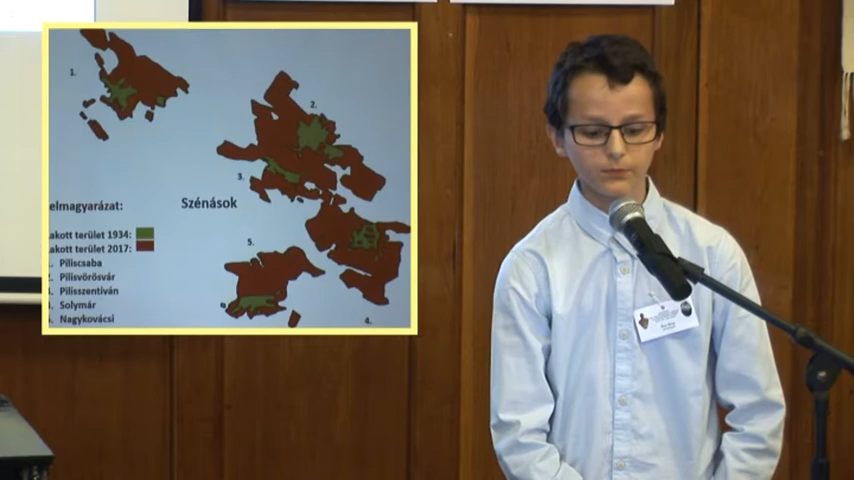 1.
2.
3.
elmagyarázat:
Szénások
akott terület 1934:
akott terület 2017:
5.
Piliscsaba
Pilisvörösvár
Pilisszentiván
Solymár
Nagykovácsi
4.